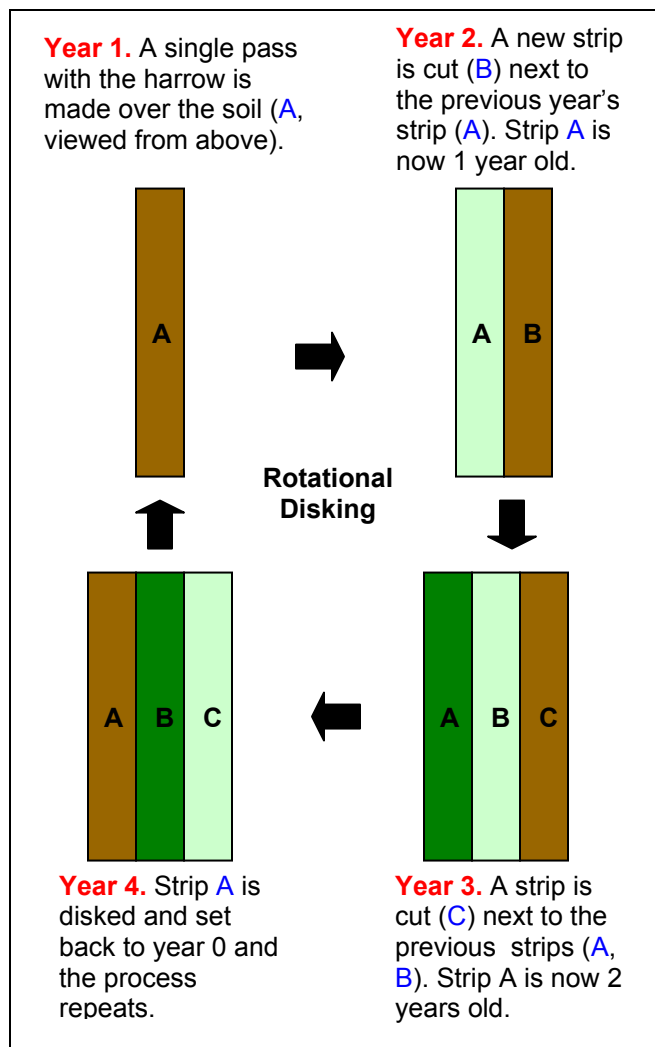 Year 1. A single pass
with the harrow is
made over the soil (A,
viewed from above).
Year 2. A new strip
is cut (B) next to
the previous year's
strip (A). Strip A is
now 1 year old.
A
A B
Rotational
Disking
A B C
A B C
Year 4. Strip A is
disked and set
back to year 0 and
the process
repeats.
Year 3. A strip is
cut (C) next to the
previous strips (A,
B). Strip A is now 2
years old.